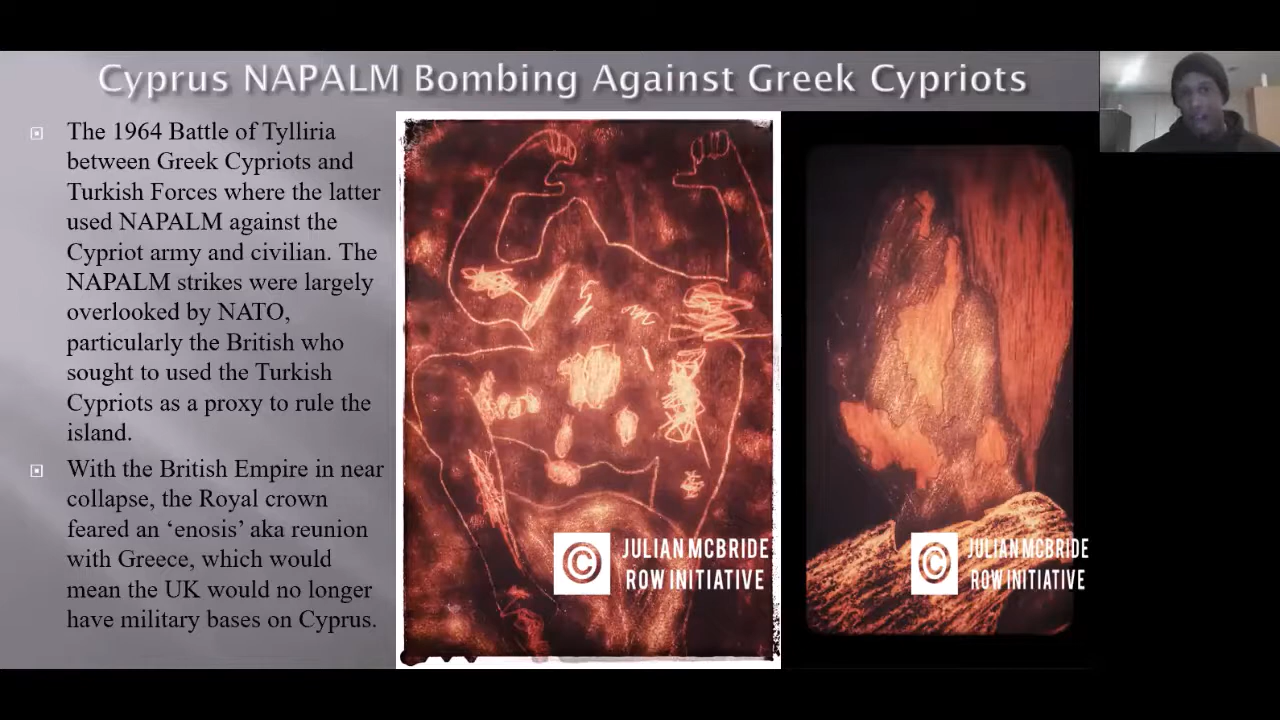 Cyprus NAPALM Bombing Against Greek Cypriots
The 1964 Battle of Tylliria
between Greek Cypriots and
Turkish Forces where the latter
used NAPALM against the
Cypriot army and civilian. The
NAPALM strikes were largely
overlooked by NATO,
particularly the British who
sought to used the Turkish
Cypriots as a proxy to rule the
island.
With the British Empire in near
collapse, the Royal crown
feared an ‘enosis’ aka reunion
with Greece, which would
mean the UK would no longer
have military bases on Cyprus.
© JULIAN MCBRIDE
ROW INITIATIVE
© JULIAN MCBRIDE
ROW INITIATIVE